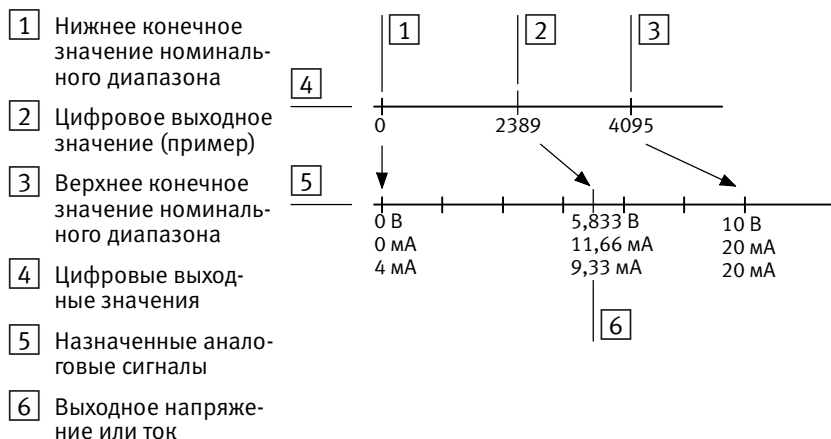 1 Нижнее конечное
значение номиналь-
ного диапазона
2 Цифровое выходное
значение (пример)
3 Верхнее конечное
значение номиналь-
ного диапазона
4 Цифровые выход-
ные значения
5 Назначенные анало-
говые сигналы
6 Выходное напряже-
ние или ток
1 2 3
4
0 2389 4095
5
0 В 5,833 В 10 В
0 мА 11,66 мА 20 мА
4 мА 9,33 мА 20 мА
6